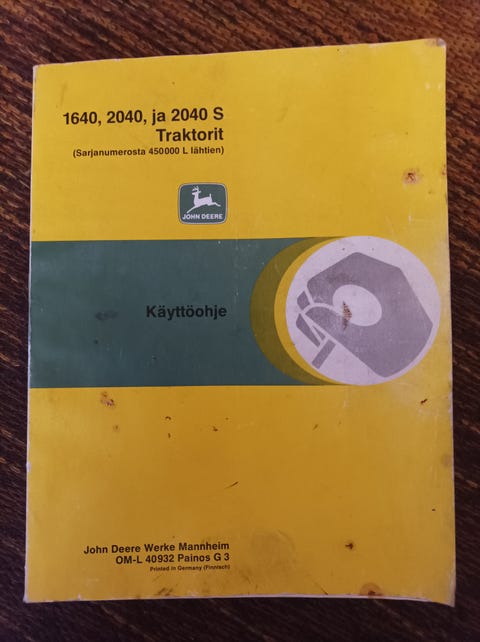 1640, 2040, ja 2040 S
Traktorit
(Sarjanumerosta 450000 L lähtien)
JOHN DEERE
Käyttöohje
John Deere Werke Mannheim
OM-L 40932 Painos G 3
Printed in Germany (Finnisch)